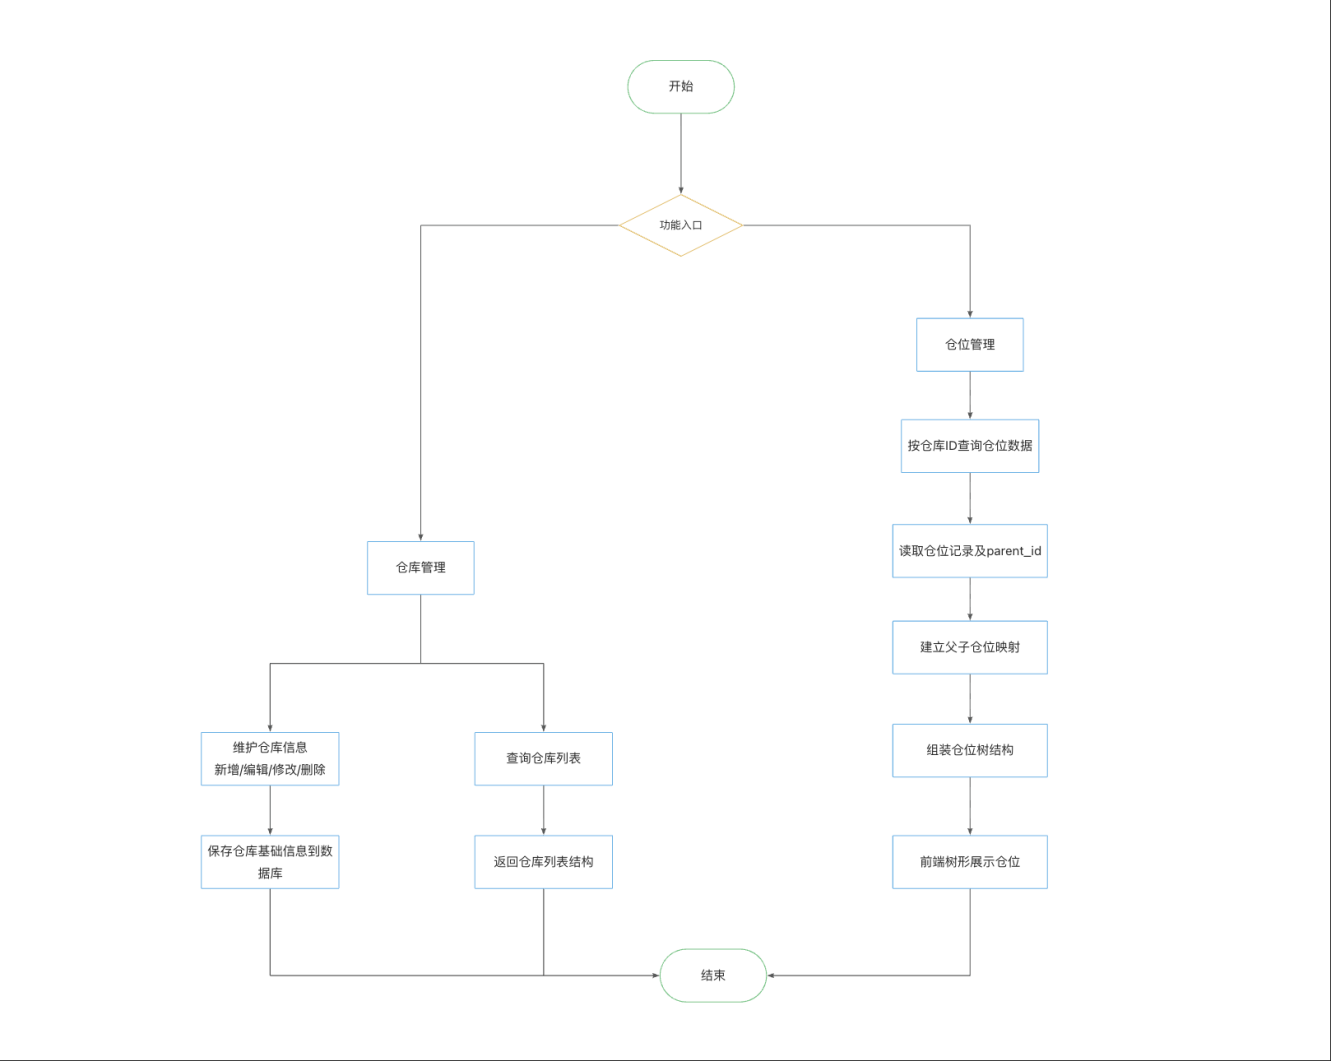 开始
功能入口
仓位管理
按仓库ID查询仓位数据
读取仓位记录及parent_id
仓库管理
建立父子仓位映射
维护仓库信息
新增/编辑/修改/删除
查询仓库列表
组装仓位树结构
保存仓库基础信息到数
据库
返回仓库列表结构
前端树形展示仓位
结束